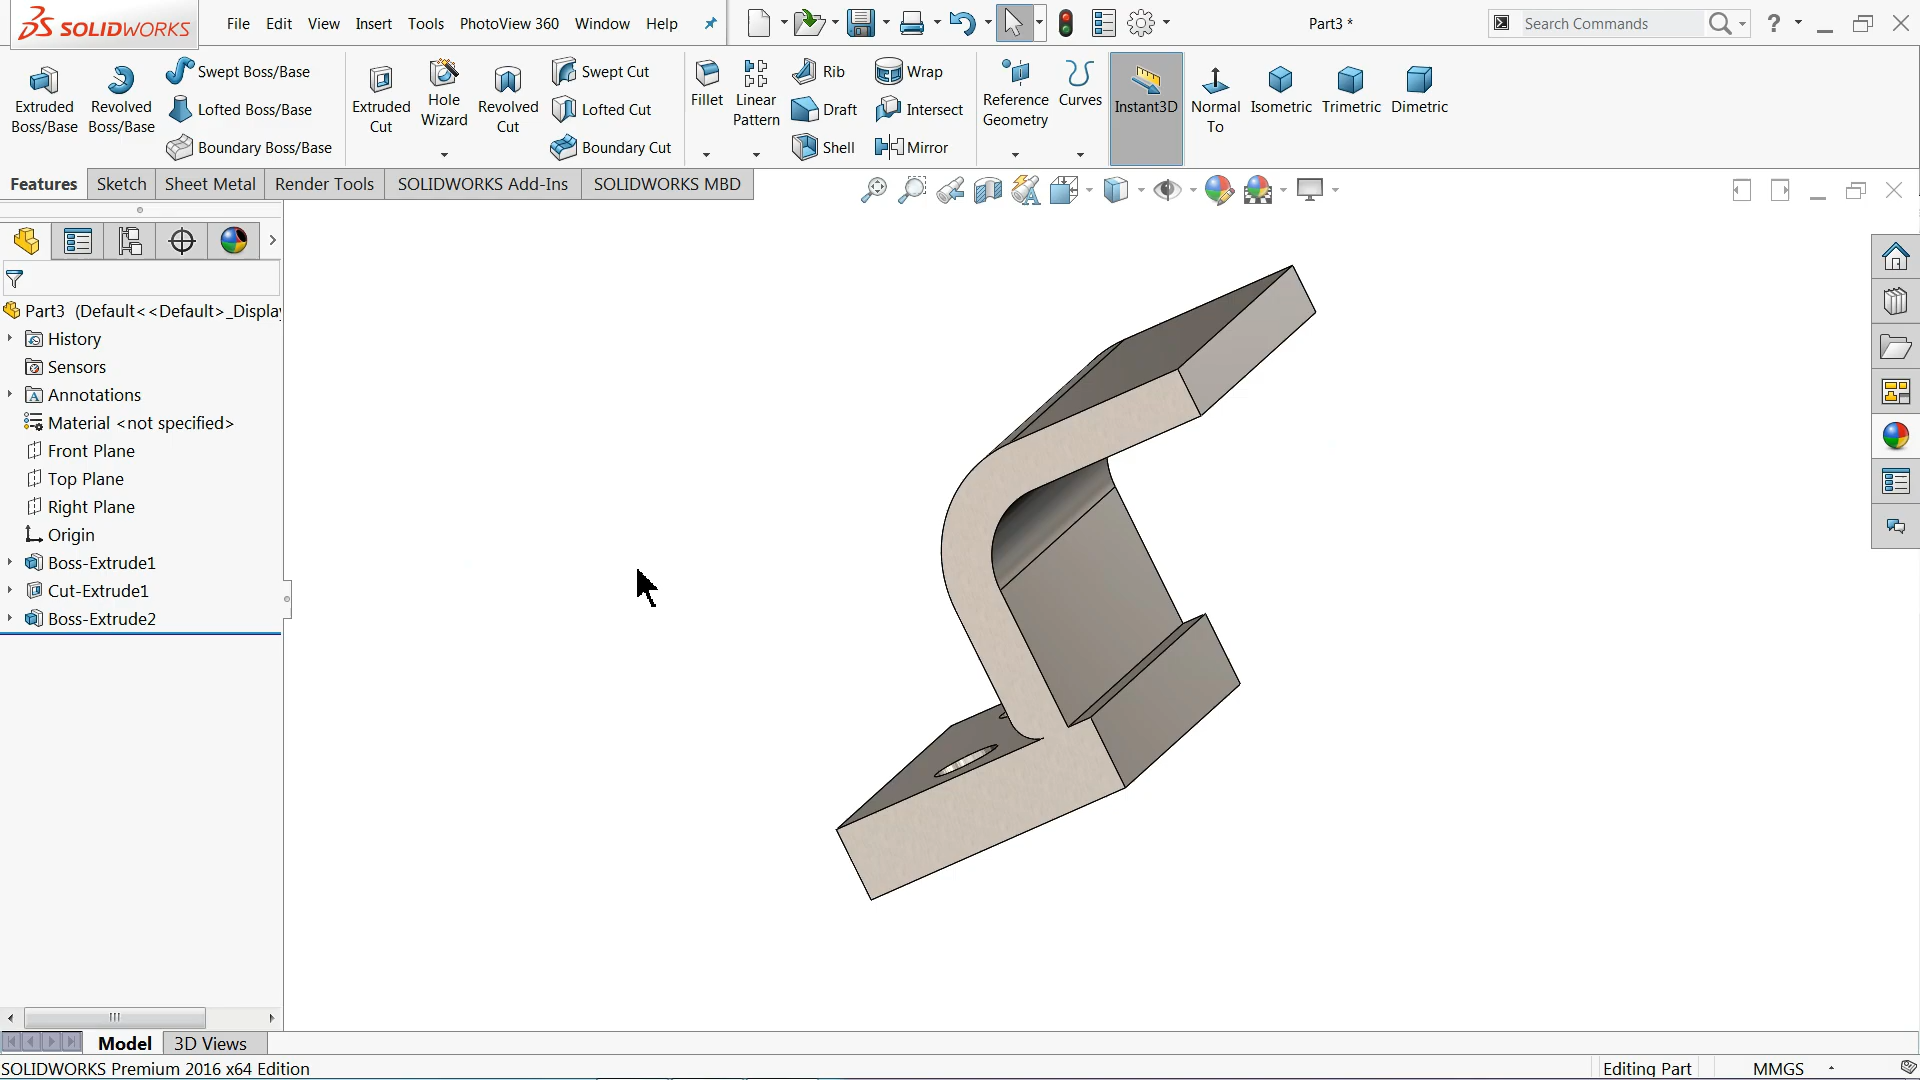 SOLIDWORKS
File Edit View Insert Tools PhotoView 360 Window Help
Part3 *
Search Commands
?
Extruded Boss/Base
Revolved Boss/Base
Swept Boss/Base
Lofted Boss/Base
Boundary Boss/Base
Extruded Cut
Hole Wizard
Revolved Cut
Swept Cut
Lofted Cut
Boundary Cut
Fillet
Linear Pattern
Rib
Draft
Shell
Wrap
Intersect
Mirror
Reference Geometry
Curves
Instant3D
Normal To
Isometric
Trimetric
Dimetric
Features Sketch Sheet Metal Render Tools SOLIDWORKS Add-Ins SOLIDWORKS MBD
Part3 (Default<<Default>_Displa
History
Sensors
Annotations
Material <not specified>
Front Plane
Top Plane
Right Plane
Origin
Boss-Extrude1
Cut-Extrude1
Boss-Extrude2
Model 3D Views
SOLIDWORKS Premium 2016 x64 Edition
Editing Part
MMGS